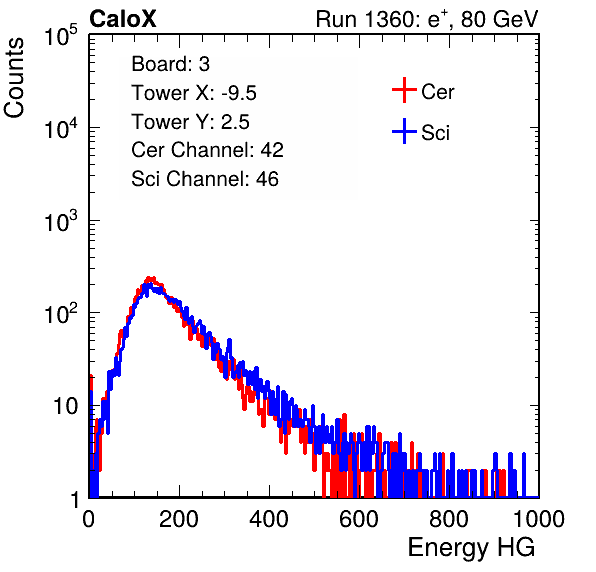 CaloX Run 1360: e⁺, 80 GeV
Counts
Board: 3
Tower X: -9.5
Tower Y: 2.5
Cer Channel: 42
Sci Channel: 46
Cer
Sci
10⁵
10⁴
10³
10²
10
1
0 200 400 600 800 1000
Energy HG